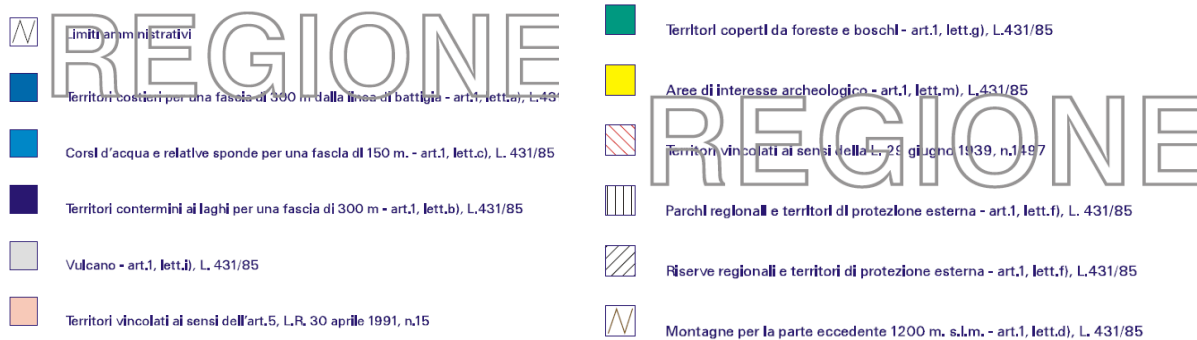 REGIONE
Limiti amministrativi
Territori costieri per una fascia di 300 m dalla linea di battigia - art.1, lett.a), L.431
Corsi d'acqua e relative sponde per una fascia di 150 m. - art.1, lett.c), L. 431/85
Territori contermini ai laghi per una fascia di 300 m - art.1, lett.b), L.431/85
Vulcano - art.1, lett.i), L. 431/85
Territori vincolati ai sensi dell'art.5, L.R. 30 aprile 1991, n.15
Territori coperti da foreste e boschi - art.1, lett.g), L.431/85
Aree di interesse archeologico - art.1, lett.m), L.431/85
REGIONE
Territori vincolati ai sensi della L. 29 giugno 1939, n.1497
Parchi regionali e territori di protezione esterna - art.1, lett.f), L. 431/85
Riserve regionali e territori di protezione esterna - art.1, lett.f), L.431/85
Montagne per la parte eccedente 1200 m. s.l.m. - art.1, lett.d), L. 431/85